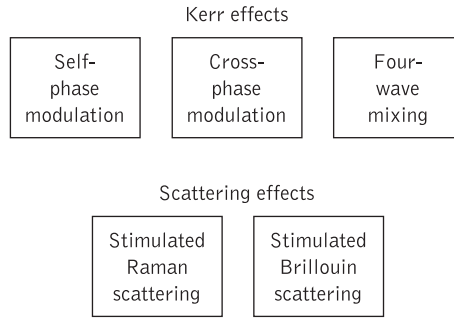 Kerr effects
Self-
phase
modulation
Cross-
phase
modulation
Four-
wave
mixing
Scattering effects
Stimulated
Raman
scattering
Stimulated
Brillouin
scattering